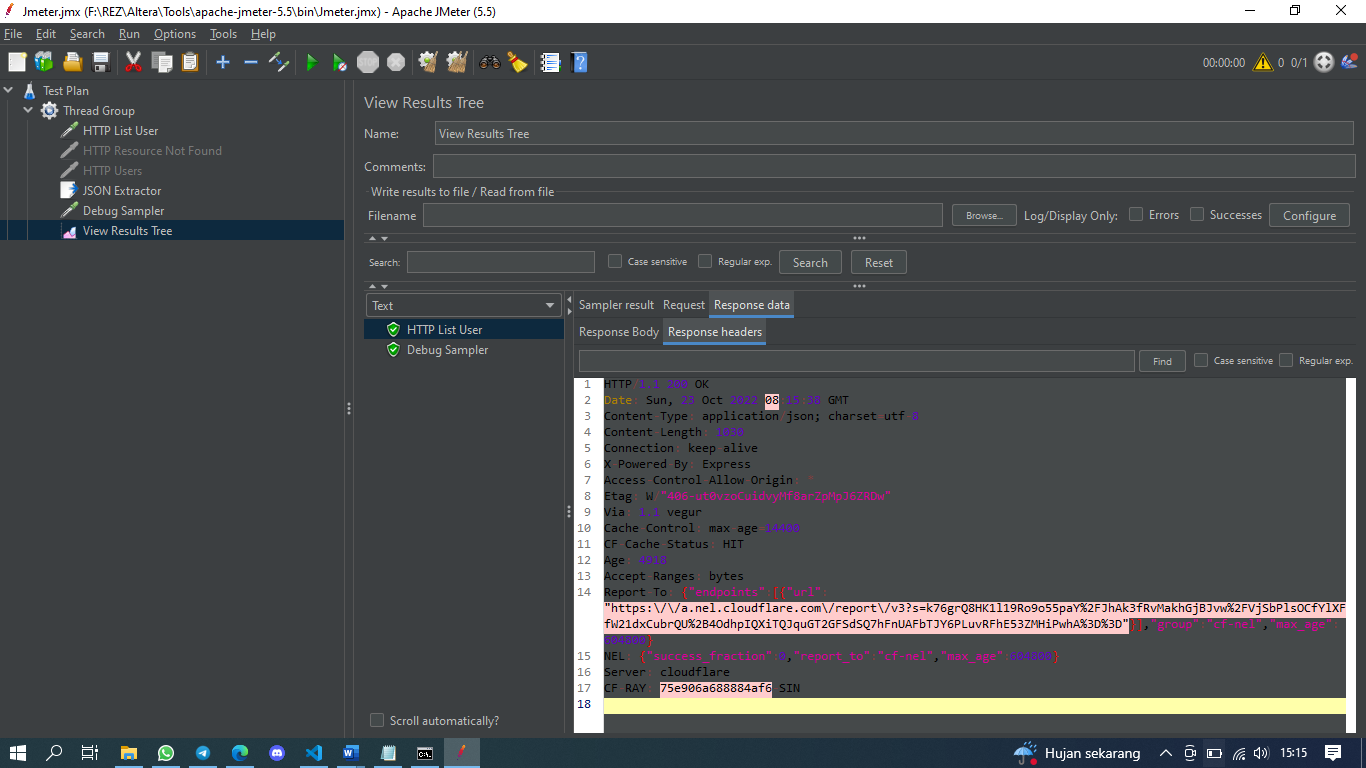 Jmeter.jmx (F:\REZ\Altera\Tools\apache-jmeter-5.5\bin\Jmeter.jmx) - Apache JMeter (5.5)
File Edit Search Run Options Tools Help
00:00:00 0 0/1
Test Plan
Thread Group
HTTP List User
HTTP Resource Not Found
HTTP Users
JSON Extractor
Debug Sampler
View Results Tree
View Results Tree
Name: View Results Tree
Comments:
Write results to file / Read from file
Filename Browse... Log/Display Only: Errors Successes Configure
Search: Case sensitive Regular exp. Search Reset
Text
HTTP List User
Debug Sampler
Scroll automatically?
Sampler result Request Response data
Response Body Response headers
Find Case sensitive Regular exp.
1 HTTP 1.1 200 OK
2 Date: Sun, 23 Oct 2022 08 15 38 GMT
3 Content Type: application json; charset utf 8
4 Content Length: 1030
5 Connection: keep alive
6 X Powered By: Express
7 Access Control Allow Origin: *
8 Etag: W
9 Via: 1.1 vegur
10 Cache Control: max age 14400
11 CF Cache Status: HIT
12 Age: 4918
13 Accept Ranges: bytes
14 Report To: {"endpoints":[{"url":
"https:\/\/a.nel.cloudflare.com\/report\/v3?s=k76grQ8HK1l19Ro9o55paY%2FJhAk3fRvMakhGjBJvw%2FVjSbPlsOCfYlXF
fW21dxCubrQU%2B4OdhpIQXiTQJquGT2GFSdSQ7hFnUAFbTJY6PLuvRFhE53ZMHiPwhA%3D%3D"}],"group":"cf-nel","max_age":
604800}
15 NEL: {"success_fraction":0,"report_to":"cf-nel","max_age":604800}
16 Server: cloudflare
17 CF RAY: 75e906a688884af6 SIN
18
Hujan sekarang 15:15